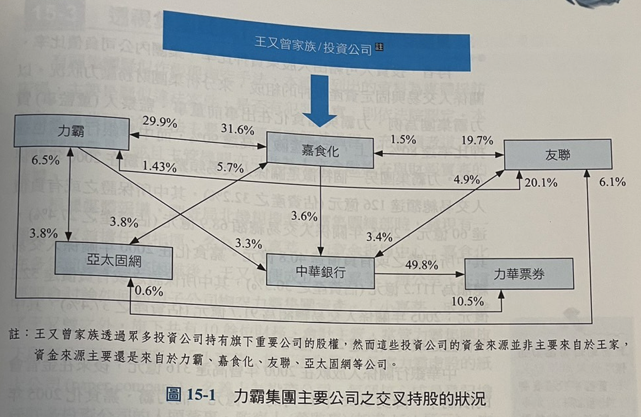 王又曾家族/投資公司 註
29.9%
31.6%
1.5%
19.7%
力霸
嘉食化
友聯
6.5%
1.43%
5.7%
4.9%
20.1%
6.1%
3.8%
3.8%
3.6%
3.4%
3.3%
亞太固網
中華銀行
49.8%
力華票券
0.6%
10.5%
註：王又曾家族透過眾多投資公司持有旗下重要公司的股權，然而這些投資公司的資金來源並非主要來自於王家，
資金來源主要還是來自於力霸、嘉食化、友聯、亞太固網等公司。
圖 15-1 力霸集團主要公司之交叉持股的狀況